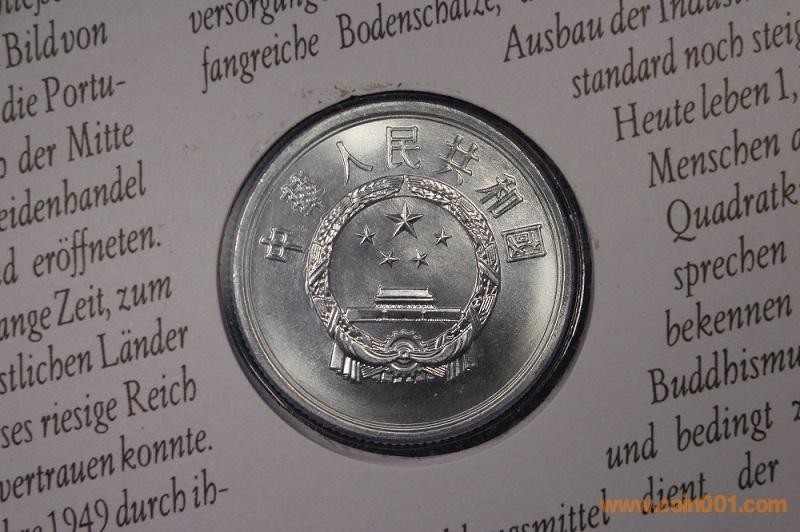 Bild von
die Portu-
der Mitte
eidenhandel
eröffneten.
ange Zeit, zum
stlichen Länder
ses riesige Reich
vertrauen konnte.
1949 durch ih-
versorgung
fangreiche Bodenschätze,
中華人民共和國
Ausbau der Indust
standard noch steig
Heute leben 1,
Menschen a
Quadratk
sprechen
bekennen
Buddhismu
und bedingt z
ngsmittel dient der
www.coin001.com